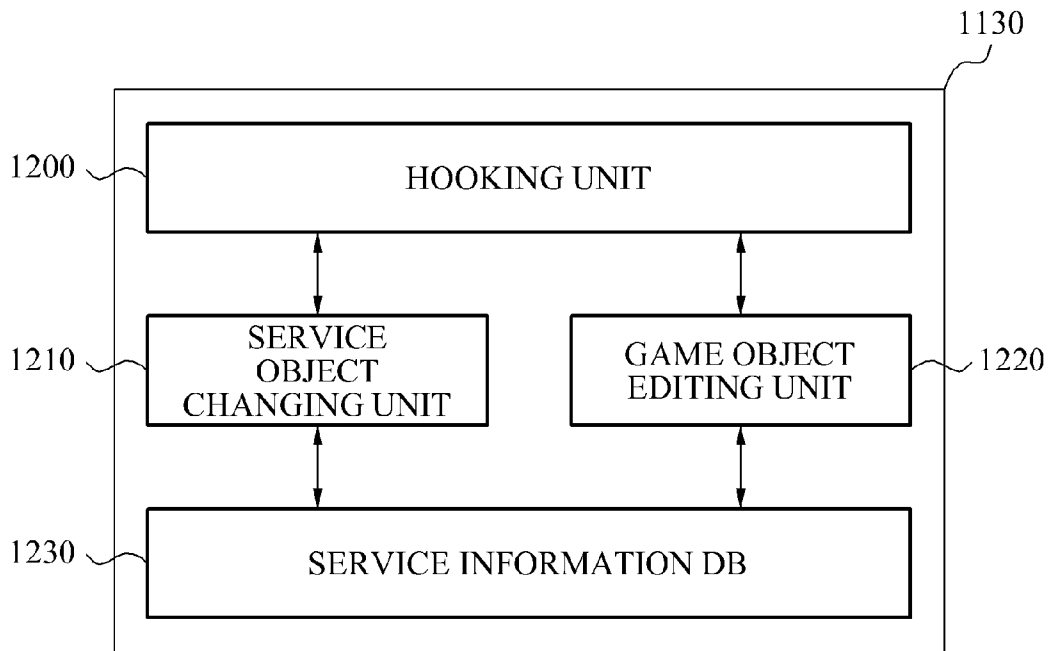 1130
1200
HOOKING UNIT
1210
SERVICE
OBJECT
CHANGING UNIT
GAME OBJECT
EDITING UNIT
1220
1230
SERVICE INFORMATION DB